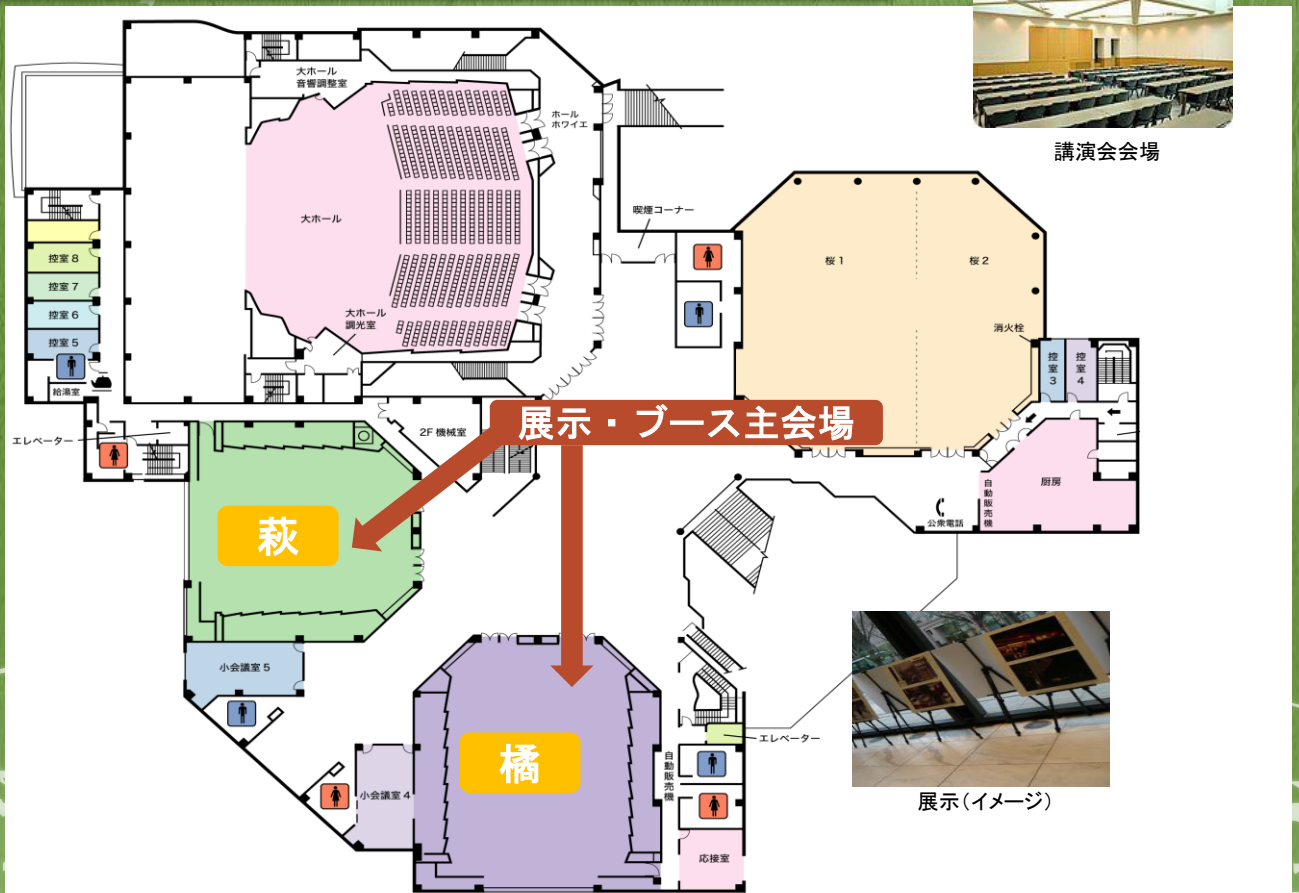 大ホール
音響調整室
ホール
ホワイエ
講演会会場
喫煙コーナー
大ホール
控室8
控室7
控室6
控室5
給湯室
大ホール
調光室
桜1
桜2
消火栓
控室3
控室4
エレベーター
2F 機械室
展示・ブース主会場
厨房
自動販売機
公衆電話
萩
小会議室5
橘
小会議室4
エレベーター
自動販売機
応接室
展示(イメージ)